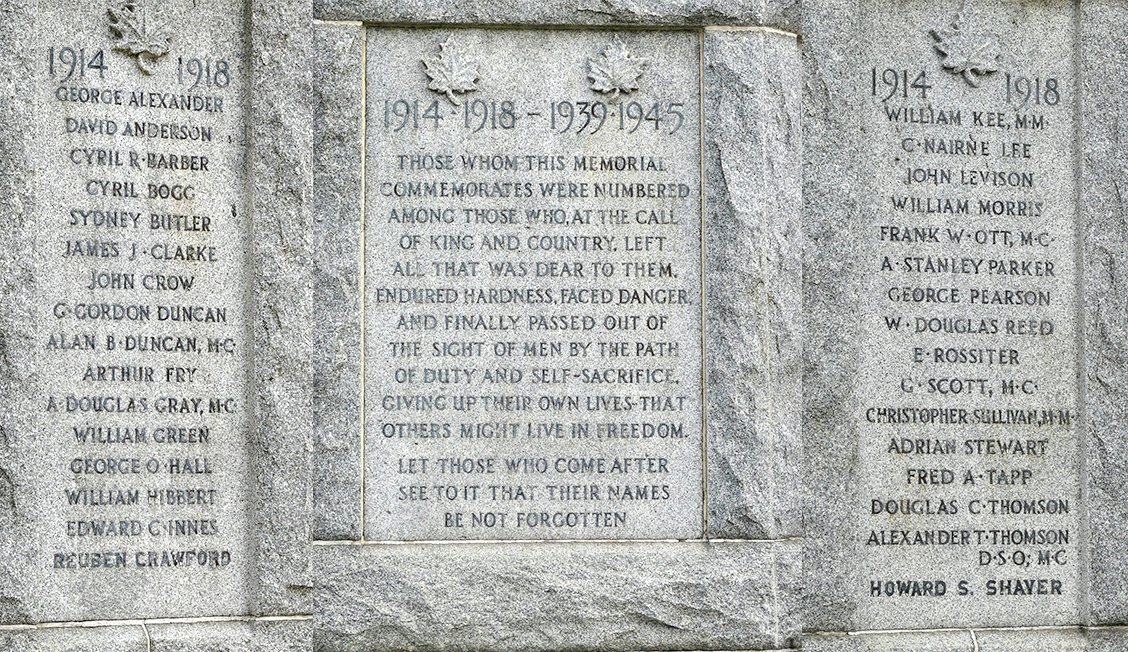 1914 1918
GEORGE ALEXANDER
DAVID ANDERSON
CYRIL R·BARBER
CYRIL BOGG
SYDNEY BUTLER
JAMES J·CLARKE
JOHN CROW
G·GORDON DUNCAN
ALAN B·DUNCAN, M·C·
ARTHUR FRY
A·DOUGLAS GRAY, M·C·
WILLIAM GREEN
GEORGE O·HALL
WILLIAM HIBBERT
EDWARD C·INNES
REUBEN CRAWFORD
1914·1918 – 1939·1945
THOSE WHOM THIS MEMORIAL
COMMEMORATES WERE NUMBERED
AMONG THOSE WHO, AT THE CALL
OF KING AND COUNTRY, LEFT
ALL THAT WAS DEAR TO THEM,
ENDURED HARDNESS, FACED DANGER,
AND FINALLY PASSED OUT OF
THE SIGHT OF MEN BY THE PATH
OF DUTY AND SELF-SACRIFICE,
GIVING UP THEIR OWN LIVES THAT
OTHERS MIGHT LIVE IN FREEDOM.
LET THOSE WHO COME AFTER
SEE TO IT THAT THEIR NAMES
BE NOT FORGOTTEN
1914 1918
WILLIAM KEE, M·M·
C·NAIRNE LEE
JOHN LEVISON
WILLIAM MORRIS
FRANK W·OTT, M·C·
A·STANLEY PARKER
GEORGE PEARSON
W·DOUGLAS REED
E·ROSSITER
G·SCOTT, M·C·
CHRISTOPHER SULLIVAN, M·M·
ADRIAN STEWART
FRED A·TAPP
DOUGLAS C·THOMSON
ALEXANDER T·THOMSON
D·S·O; M·C
HOWARD S. SHAVER